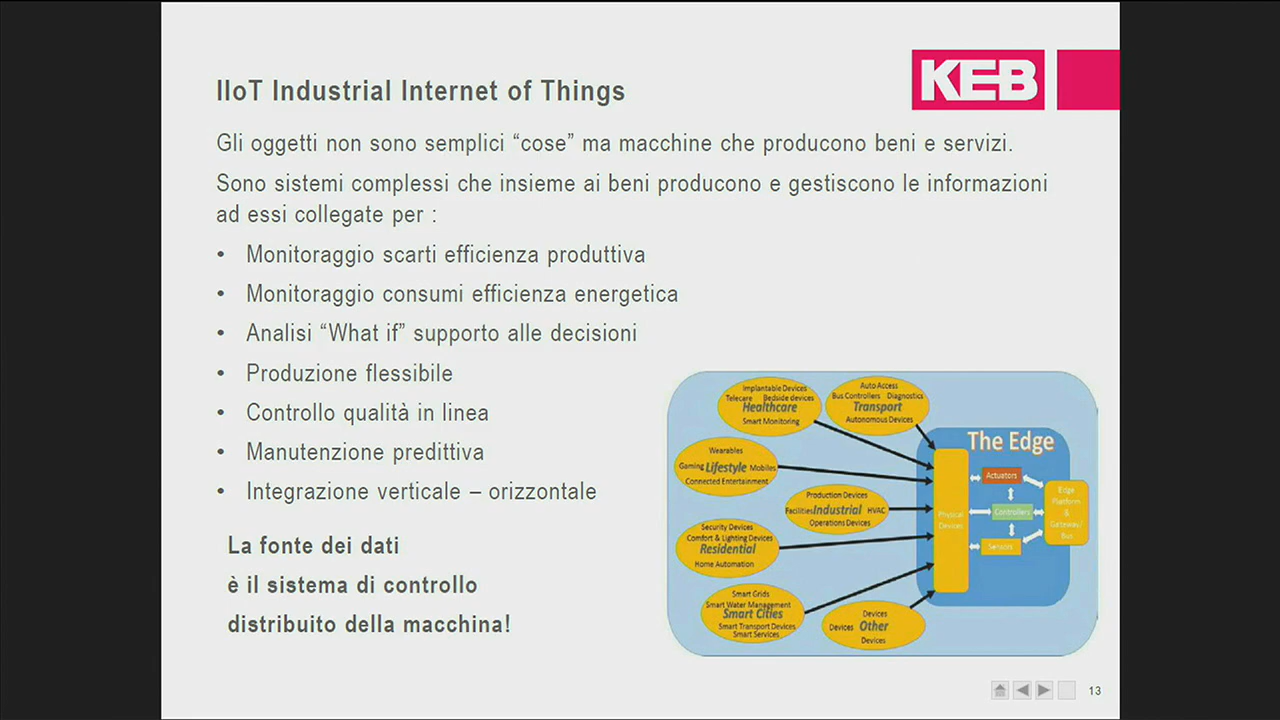 KEB
IIoT Industrial Internet of Things
Gli oggetti non sono semplici “cose” ma macchine che producono beni e servizi.
Sono sistemi complessi che insieme ai beni producono e gestiscono le informazioni
ad essi collegate per :
• Monitoraggio scarti efficienza produttiva
• Monitoraggio consumi efficienza energetica
• Analisi “What if” supporto alle decisioni
• Produzione flessibile
• Controllo qualità in linea
• Manutenzione predittiva
• Integrazione verticale – orizzontale
La fonte dei dati
è il sistema di controllo
distribuito della macchina!
Implantable Devices
Telecare Bedside devices
Healthcare
Smart Monitoring
Auto Access
Bus Controllers Diagnostics
Transport
Autonomous Devices
Wearables
Gaming Lifestyle Mobiles
Connected Entertainment
Production Devices
Facilities Industrial HVAC
Operations Devices
Security Devices
Comfort & Lighting Devices
Residential
Home Automation
Smart Grids
Smart Water Management
Smart Cities
Smart Transport Devices
Smart Services
Devices
Devices Other
Devices
The Edge
Physical
Devices
Actuators
Controllers
Sensors
Edge
Platform
&
Gateway/
Bus
13